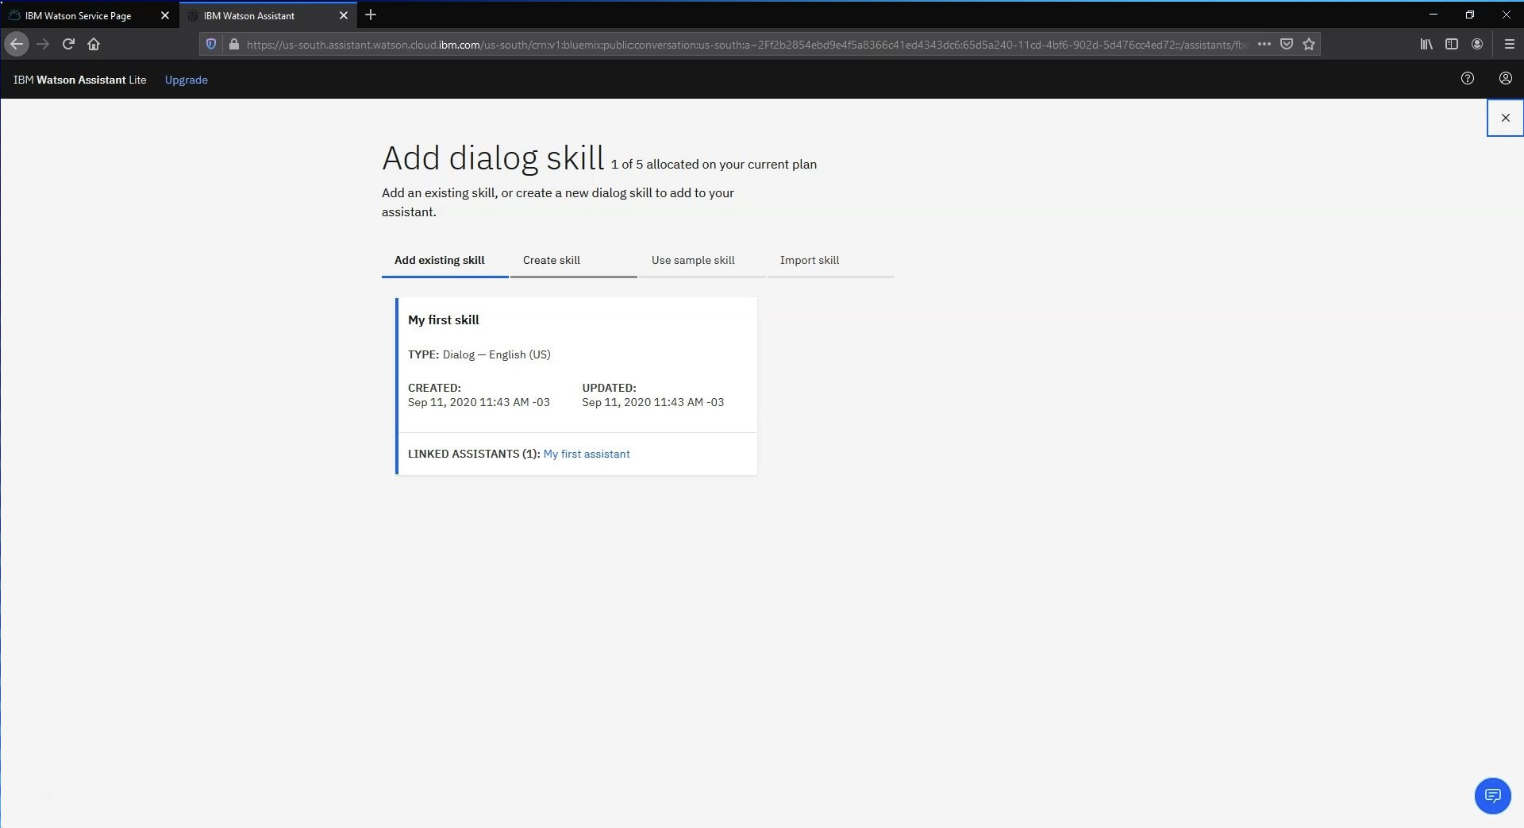 IBM Watson Service Page
IBM Watson Assistant
https://us-south.assistant.watson.cloud.ibm.com/us-south/crn:v1:bluemix:public:conversation:us-south:a~2Ff2b2854ebd9e4f5a8366c41ed4343dc6:65d5a240-11cd-4bf6-902d-5d476cc4ed72::/assistants/
IBM Watson Assistant Lite
Upgrade
Add dialog skill 1 of 5 allocated on your current plan
Add an existing skill, or create a new dialog skill to add to your
assistant.
Add existing skill
Create skill
Use sample skill
Import skill
My first skill
TYPE: Dialog — English (US)
CREATED:
Sep 11, 2020 11:43 AM -03
UPDATED:
Sep 11, 2020 11:43 AM -03
LINKED ASSISTANTS (1): My first assistant